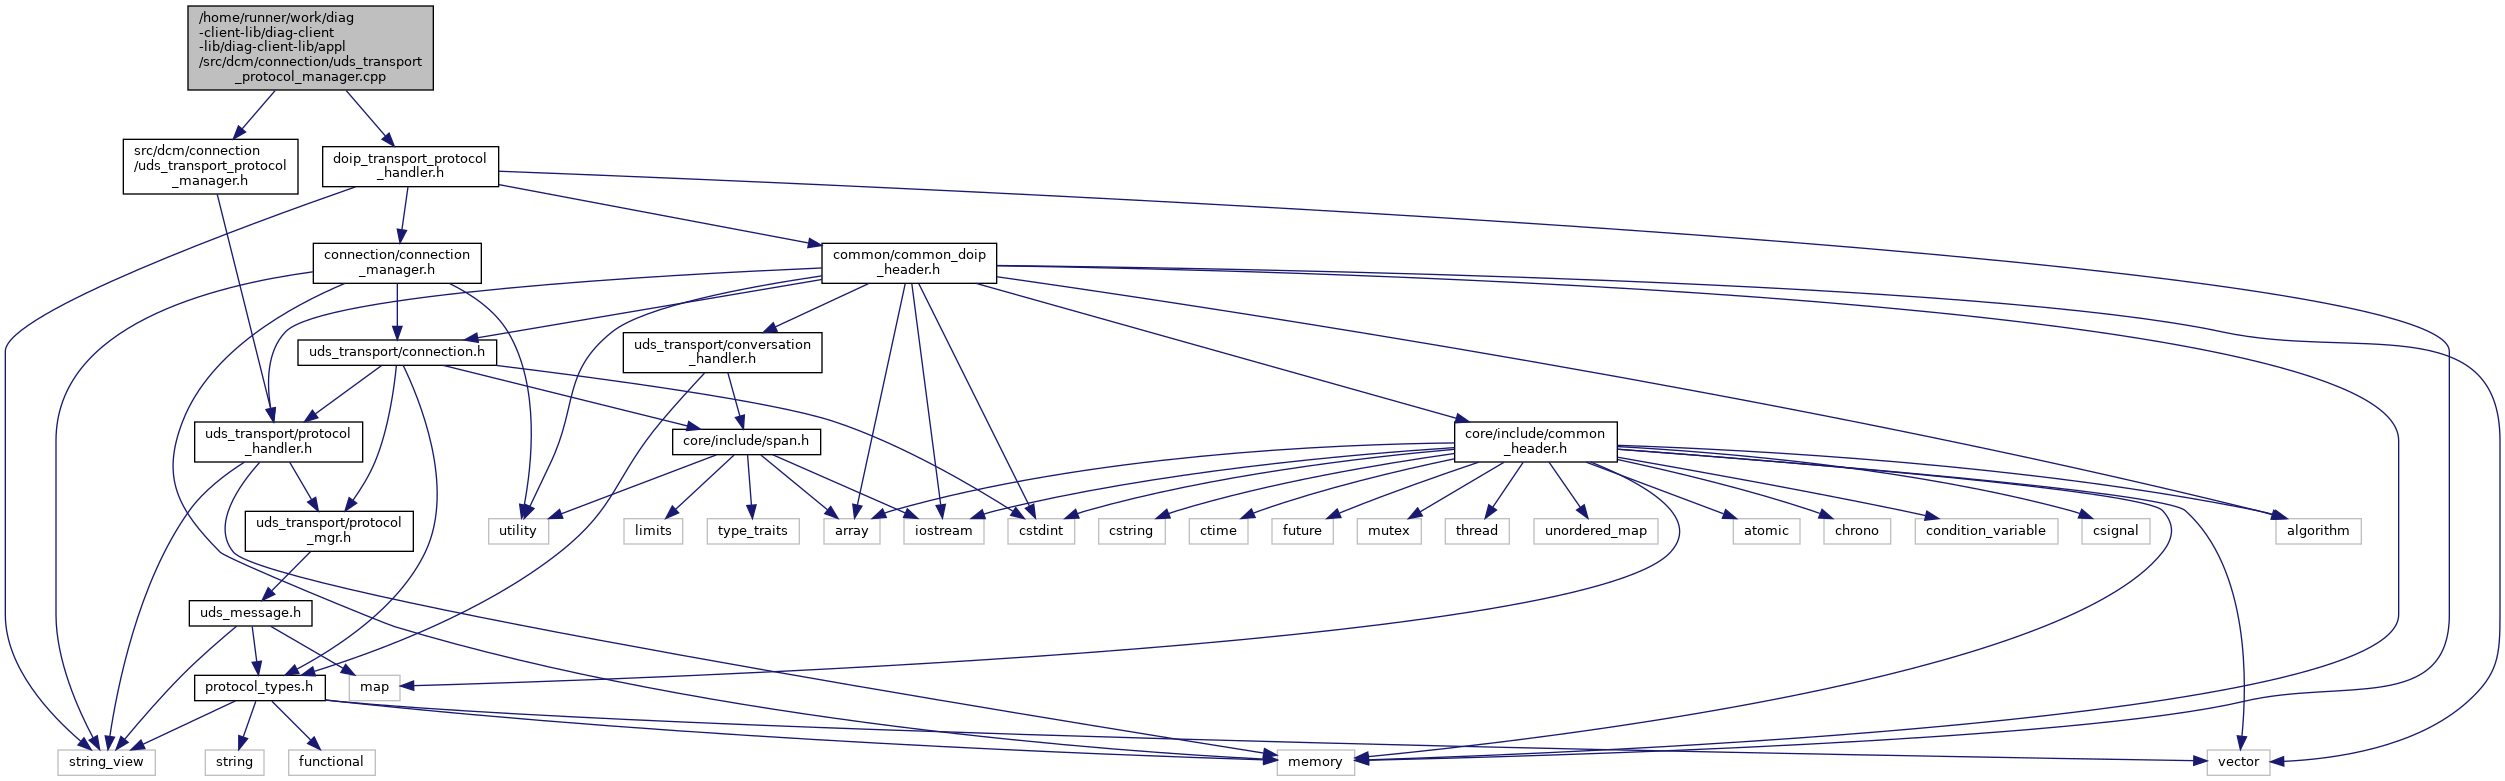 /home/runner/work/diag
-client-lib/diag-client
-lib/diag-client-lib/appl
/src/dcm/connection/uds_transport
_protocol_manager.cpp
src/dcm/connection
/uds_transport_protocol
_manager.h
doip_transport_protocol
_handler.h
connection/connection
_manager.h
common/common_doip
_header.h
uds_transport/connection.h
uds_transport/conversation
_handler.h
uds_transport/protocol
_handler.h
core/include/span.h
core/include/common
_header.h
uds_transport/protocol
_mgr.h
utility
limits
type_traits
array
iostream
cstdint
cstring
ctime
future
mutex
thread
unordered_map
atomic
chrono
condition_variable
csignal
algorithm
uds_message.h
protocol_types.h
map
string_view
string
functional
memory
vector